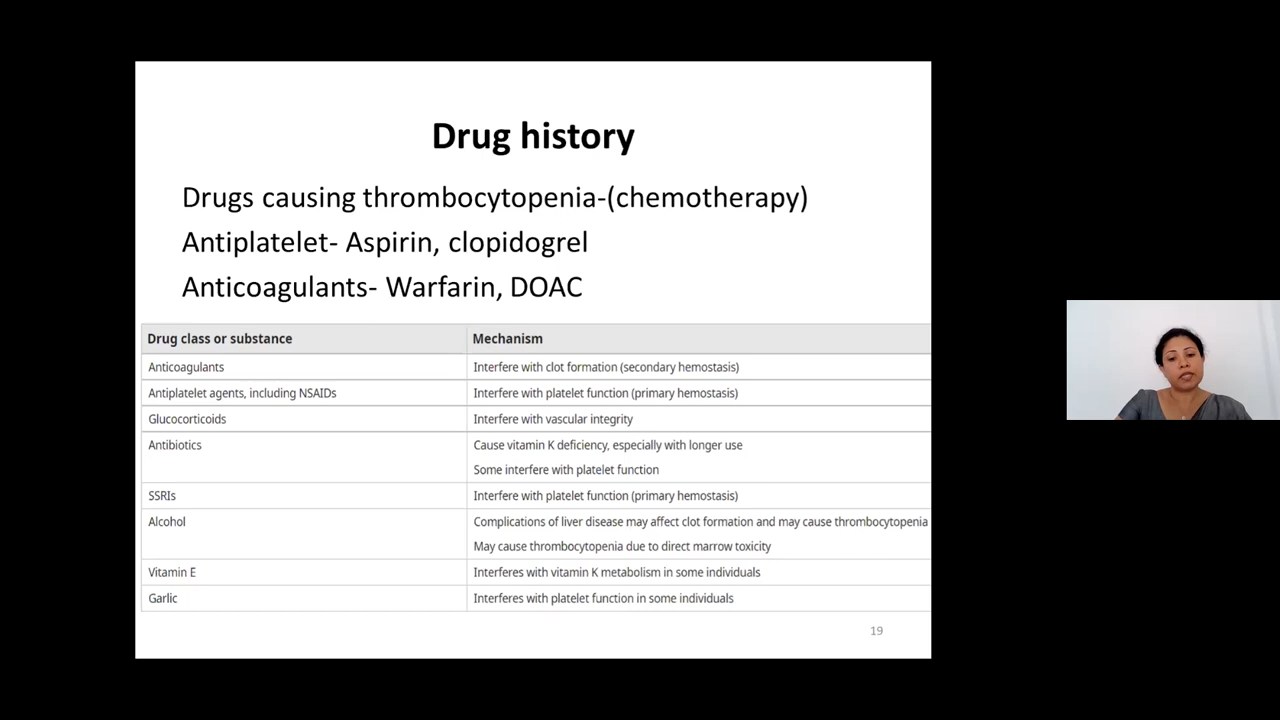 Drug history
Drugs causing thrombocytopenia-(chemotherapy)
Antiplatelet- Aspirin, clopidogrel
Anticoagulants- Warfarin, DOAC
Drug class or substance Mechanism
Anticoagulants Interfere with clot formation (secondary hemostasis)
Antiplatelet agents, including NSAIDs Interfere with platelet function (primary hemostasis)
Glucocorticoids Interfere with vascular integrity
Antibiotics Cause vitamin K deficiency, especially with longer use
Some interfere with platelet function
SSRIs Interfere with platelet function (primary hemostasis)
Alcohol Complications of liver disease may affect clot formation and may cause thrombocytopenia
May cause thrombocytopenia due to direct marrow toxicity
Vitamin E Interferes with vitamin K metabolism in some individuals
Garlic Interferes with platelet function in some individuals
19